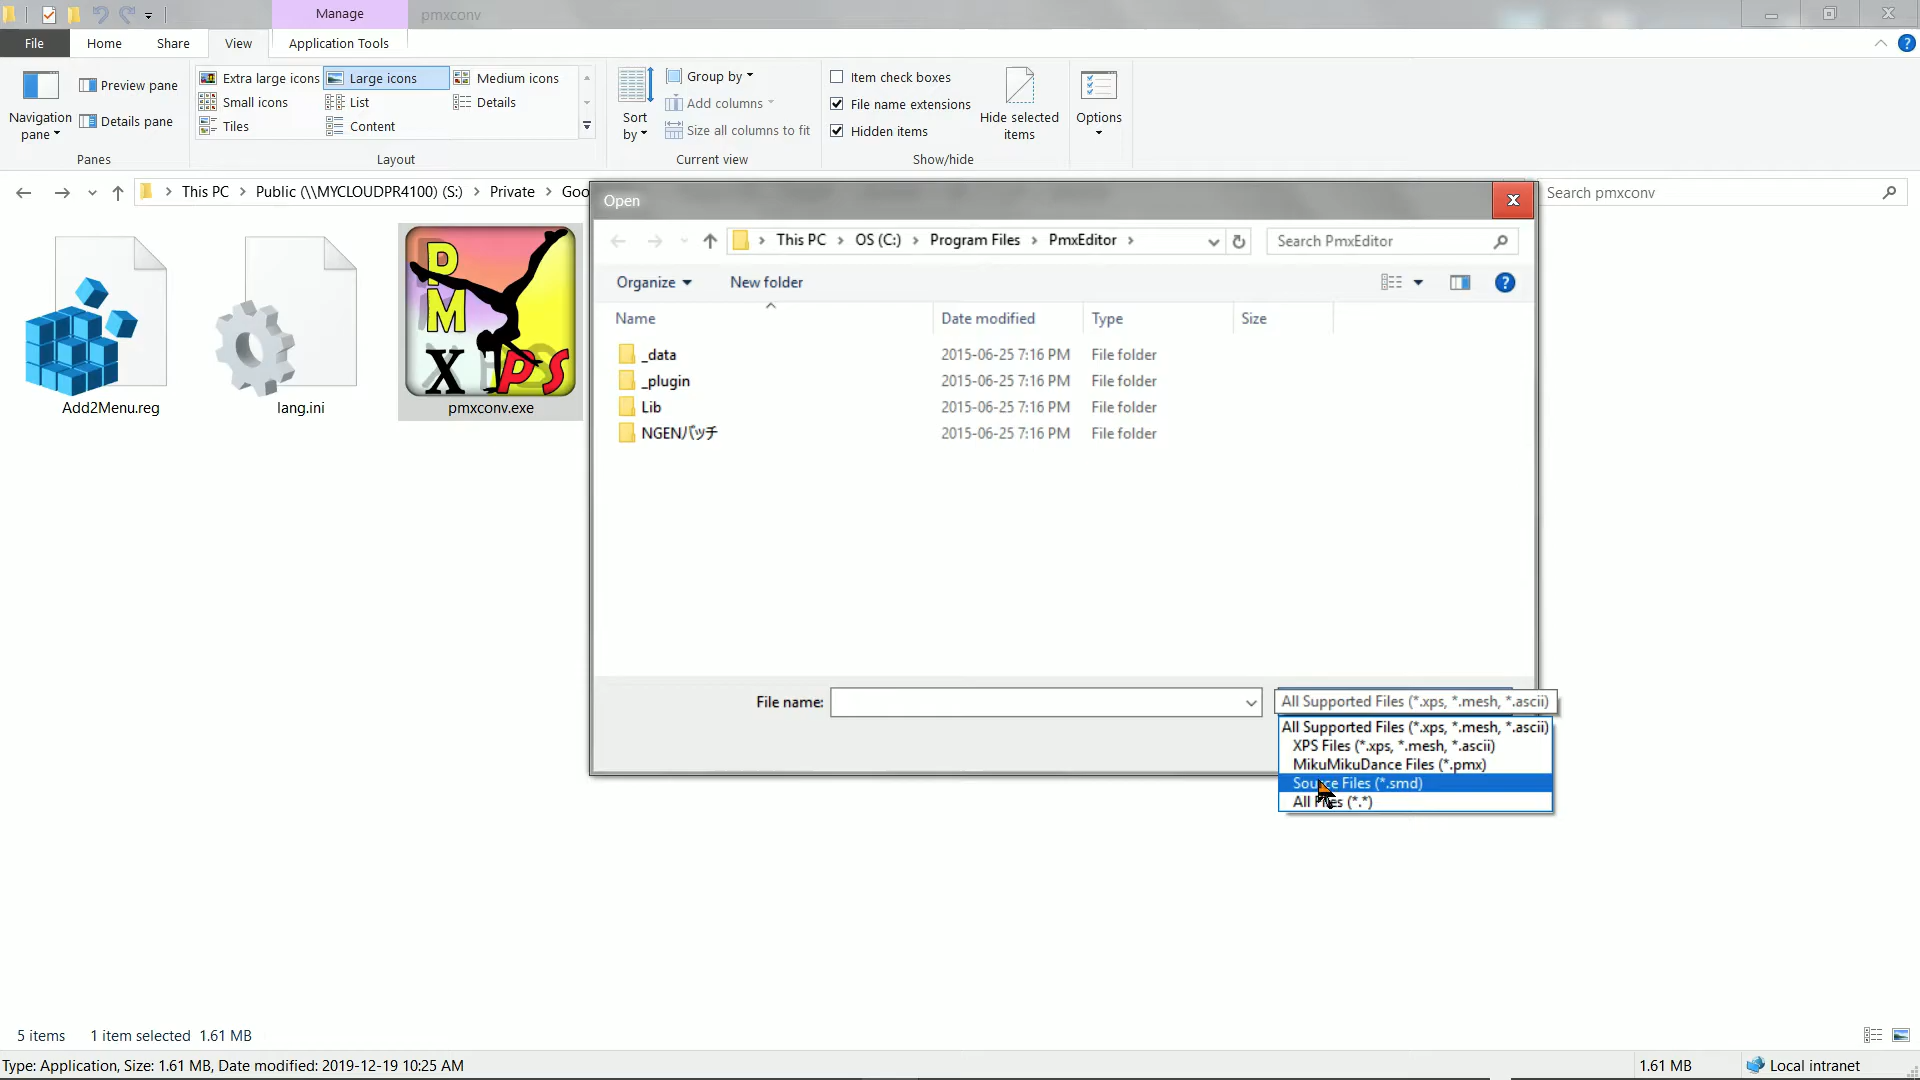 Manage
pmxconv
File
Home
Share
View
Application Tools
Navigation pane
Preview pane
Details pane
Panes
Extra large icons
Large icons
Medium icons
Small icons
List
Details
Tiles
Content
Layout
Sort by
Group by
Add columns
Size all columns to fit
Current view
Item check boxes
File name extensions
Hidden items
Hide selected items
Show/hide
Options
This PC > Public (\\MYCLOUDPR4100) (S:) > Private > Goo
Search pmxconv
Add2Menu.reg
lang.ini
P
M
X PS
pmxconv.exe
Open
This PC > OS (C:) > Program Files > PmxEditor >
Search PmxEditor
Organize
New folder
Name
Date modified
Type
Size
_data 2015-06-25 7:16 PM File folder
_plugin 2015-06-25 7:16 PM File folder
Lib 2015-06-25 7:16 PM File folder
NGENバッチ 2015-06-25 7:16 PM File folder
File name:
All Supported Files (*.xps, *.mesh, *.ascii)
All Supported Files (*.xps, *.mesh, *.ascii)
XPS Files (*.xps, *.mesh, *.ascii)
MikuMikuDance Files (*.pmx)
Source Files (*.smd)
All Files (*.*)
5 items
1 item selected 1.61 MB
Type: Application, Size: 1.61 MB, Date modified: 2019-12-19 10:25 AM
1.61 MB
Local intranet